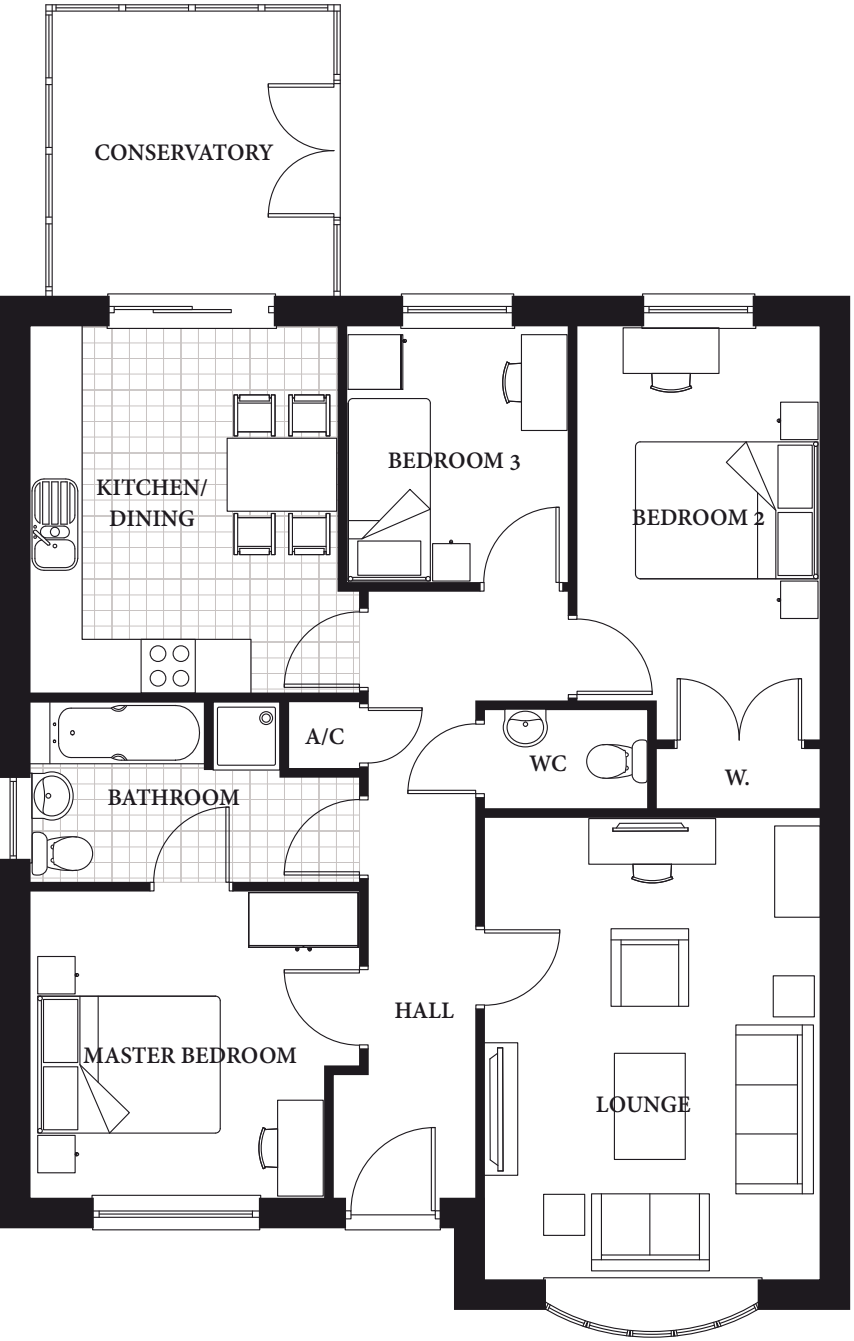 CONSERVATORY
BEDROOM 3
KITCHEN/
DINING
BEDROOM 2
A/C
WC
W.
BATHROOM
HALL
MASTER BEDROOM
LOUNGE